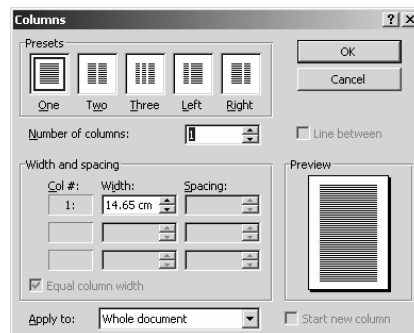 Columns
Presets
One Two Three Left Right
OK
Cancel
Number of columns: 1
Line between
Width and spacing
Col #: Width: Spacing:
1: 14.65 cm
Equal column width
Preview
Apply to: Whole document
Start new column